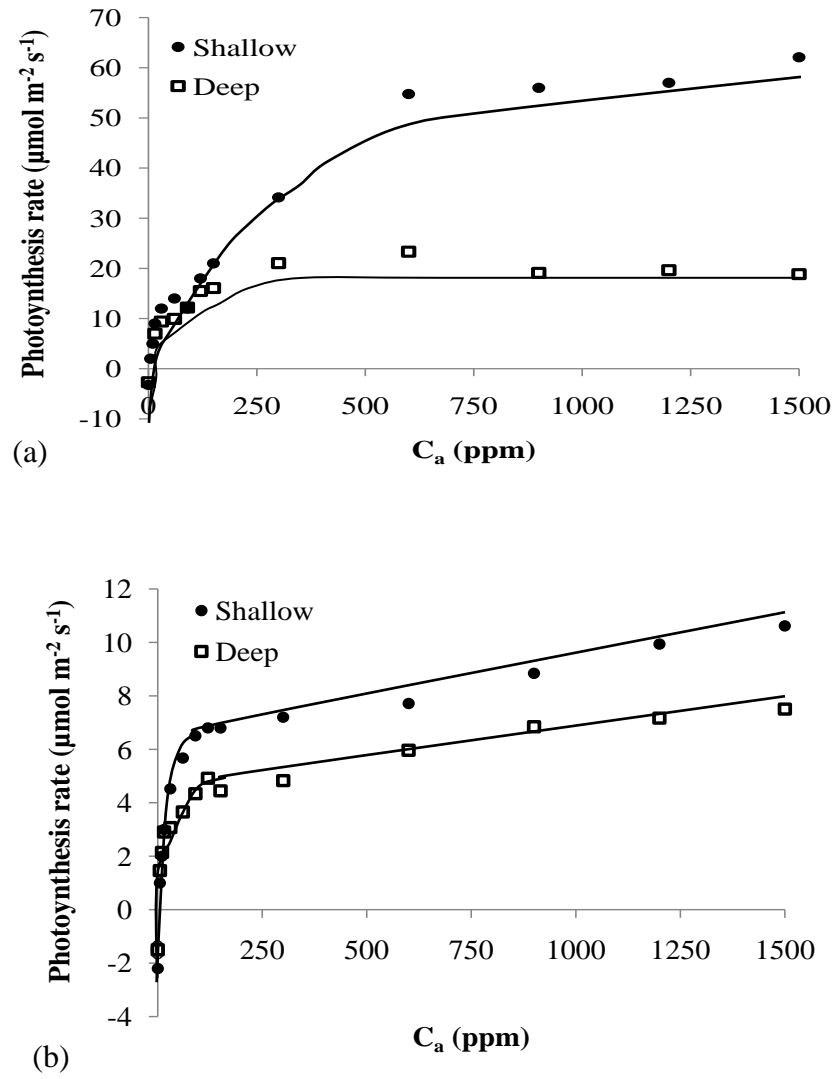 70
60
50
40
30
20
10
0
-10
Photoynthesis rate (µmol m⁻² s⁻¹)
Shallow
Deep
0 250 500 750 1000 1250 1500
Cₐ (ppm)
(a)
12
10
8
6
4
2
0
-2
-4
Photoynthesis rate (µmol m⁻² s⁻¹)
Shallow
Deep
250 500 750 1000 1250 1500
Cₐ (ppm)
(b)